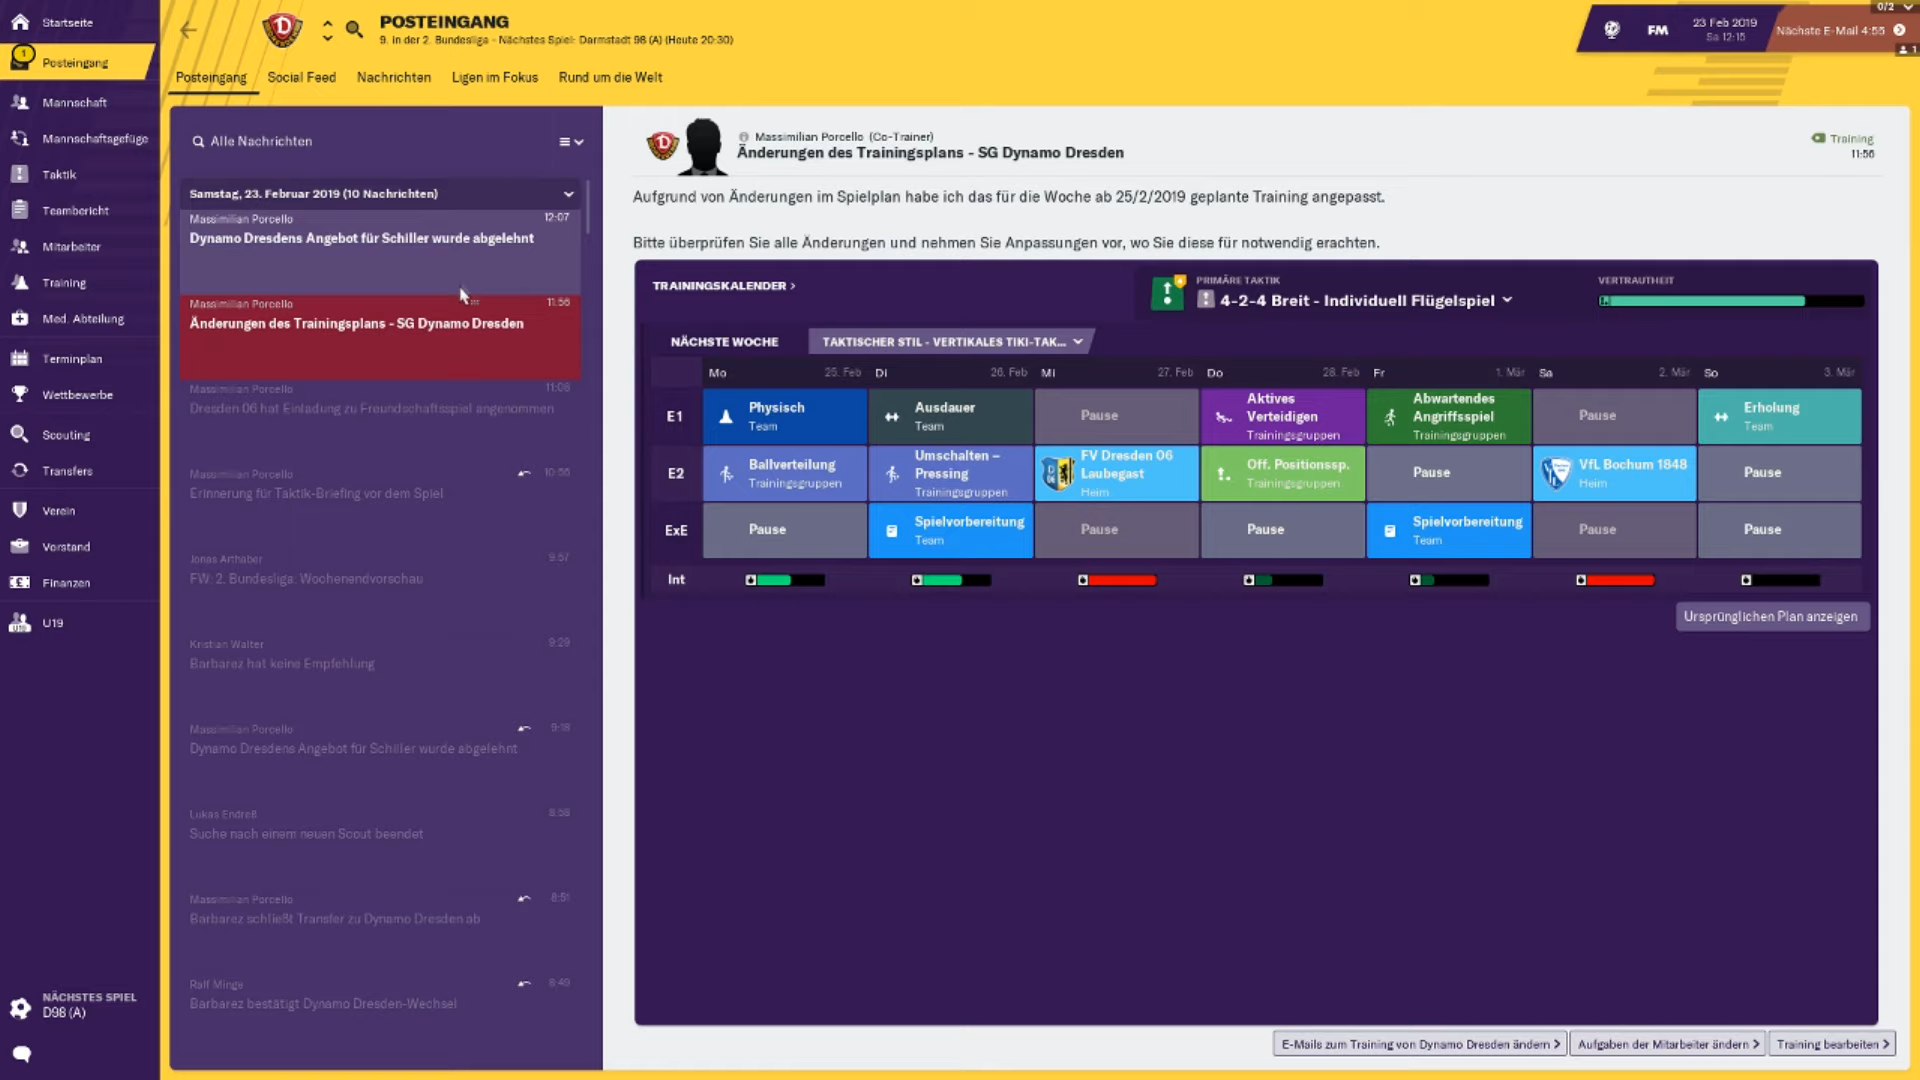 Startseite
Posteingang
Mannschaft
Mannschaftsgefüge
Taktik
Teambericht
Mitarbeiter
Training
Med. Abteilung
Terminplan
Wettbewerbe
Scouting
Transfers
Verein
Vorstand
Finanzen
U19
NÄCHSTES SPIEL
D98 (A)
POSTEINGANG
9. in der 2. Bundesliga - Nächstes Spiel: Darmstadt 98 (A) (Heute 20:30)
FM
23 Feb 2019
Sa 12:15
Nächste E-Mail 4:55
0/2
1
Posteingang Social Feed Nachrichten Ligen im Fokus Rund um die Welt
Alle Nachrichten
Samstag, 23. Februar 2019 (10 Nachrichten)
Massimilian Porcello 12:07
Dynamo Dresdens Angebot für Schiller wurde abgelehnt
Massimilian Porcello 11:56
Änderungen des Trainingsplans - SG Dynamo Dresden
Massimilian Porcello 11:06
Dresden 06 hat Einladung zu Freundschaftsspiel angenommen
Massimilian Porcello 10:56
Erinnerung für Taktik-Briefing vor dem Spiel
Jonas Arthaber 9:57
FW: 2. Bundesliga: Wochenendvorschau
Kristian Walter 9:29
Barbarez hat keine Empfehlung
Massimilian Porcello 9:18
Dynamo Dresdens Angebot für Schiller wurde abgelehnt
Lukas Endreß 8:58
Suche nach einem neuen Scout beendet
Massimilian Porcello 8:51
Barbarez schließt Transfer zu Dynamo Dresden ab
Ralf Minge 8:49
Barbarez bestätigt Dynamo Dresden-Wechsel
Massimilian Porcello (Co-Trainer)
Änderungen des Trainingsplans - SG Dynamo Dresden
Training
11:56
Aufgrund von Änderungen im Spielplan habe ich das für die Woche ab 25/2/2019 geplante Training angepasst.
Bitte überprüfen Sie alle Änderungen und nehmen Sie Anpassungen vor, wo Sie diese für notwendig erachten.
TRAININGSKALENDER >
PRIMÄRE TAKTIK
4-2-4 Breit - Individuell Flügelspiel
VERTRAUTHEIT
NÄCHSTE WOCHE
TAKTISCHER STIL - VERTIKALES TIKI-TAK...
Mo 25. Feb Di 26. Feb Mi 27. Feb Do 28. Feb Fr 1. Mär Sa 2. Mär So 3. Mär
E1
Physisch
Team
Ausdauer
Team
Pause
Aktives
Verteidigen
Trainingsgruppen
Abwartendes
Angriffsspiel
Trainingsgruppen
Pause
Erholung
Team
E2
Ballverteilung
Trainingsgruppen
Umschalten –
Pressing
Trainingsgruppen
FV Dresden 06
Laubegast
Heim
Off. Positionssp.
Trainingsgruppen
Pause
VfL Bochum 1848
Heim
Pause
ExE
Pause
Spielvorbereitung
Team
Pause
Pause
Spielvorbereitung
Team
Pause
Pause
Int
Ursprünglichen Plan anzeigen
E-Mails zum Training von Dynamo Dresden ändern >
Aufgaben der Mitarbeiter ändern >
Training bearbeiten >